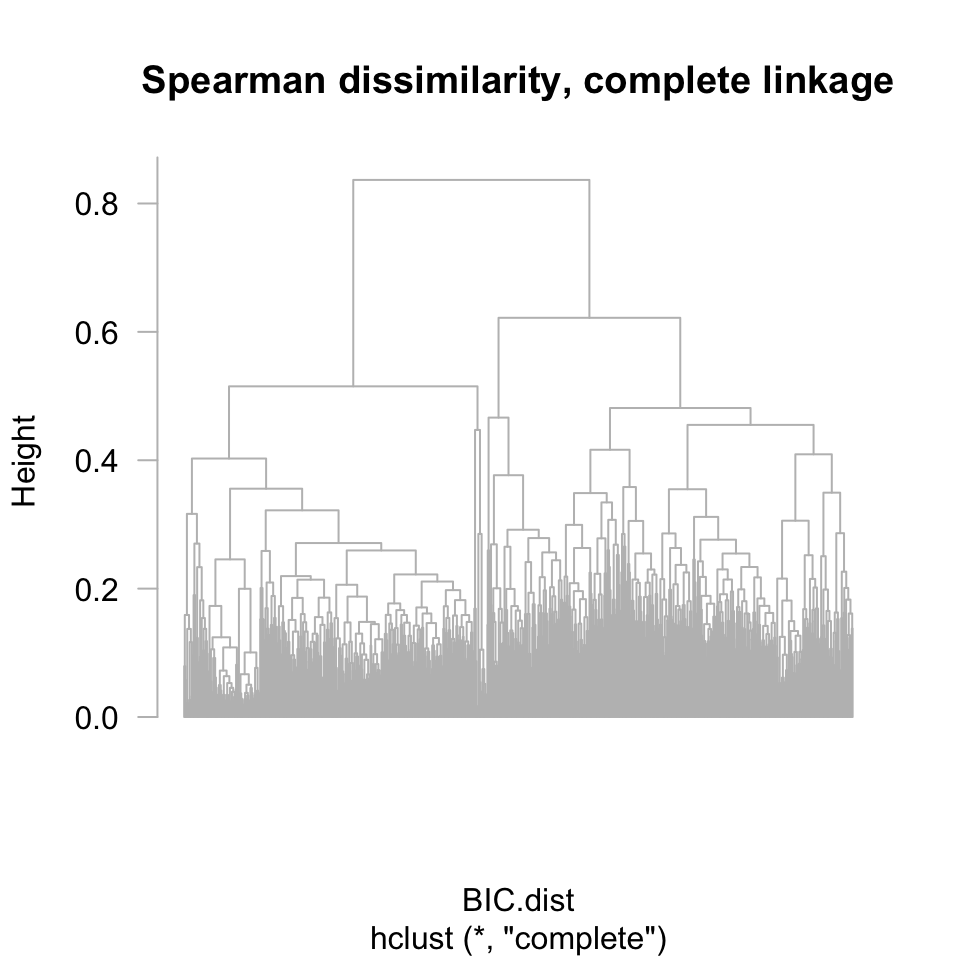 Spearman dissimilarity, complete linkage
Height
0.8
0.6
0.4
0.2
0.0
BIC.dist
hclust (*, "complete")